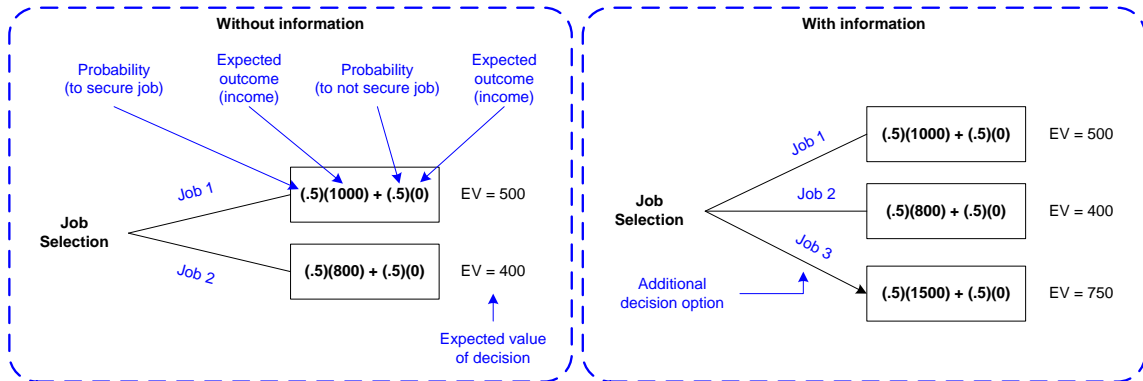 Without information
Probability
(to secure job)
Expected
outcome
(income)
Probability
(to not secure job)
Expected
outcome
(income)
Job 1
(.5)(1000) + (.5)(0)
EV = 500
Job
Selection
Job 2
(.5)(800) + (.5)(0)
EV = 400
Expected value
of decision
With information
Job 1
(.5)(1000) + (.5)(0)
EV = 500
Job
Selection
Job 2
(.5)(800) + (.5)(0)
EV = 400
Job 3
Additional
decision option
(.5)(1500) + (.5)(0)
EV = 750